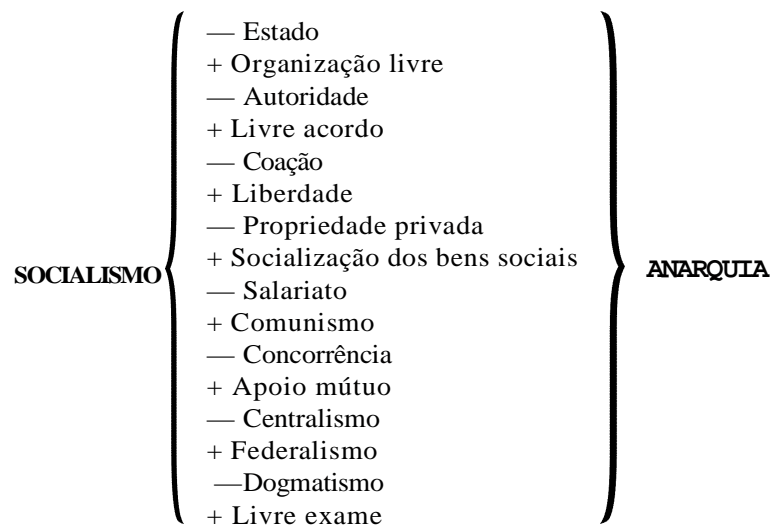 — Estado
+ Organização livre
— Autoridade
+ Livre acordo
— Coação
+ Liberdade
— Propriedade privada
+ Socialização dos bens sociais
SOCIALISMO
ANARQUIA
— Salariato
+ Comunismo
— Concorrência
+ Apoio mútuo
— Centralismo
+ Federalismo
—Dogmatismo
+ Livre exame